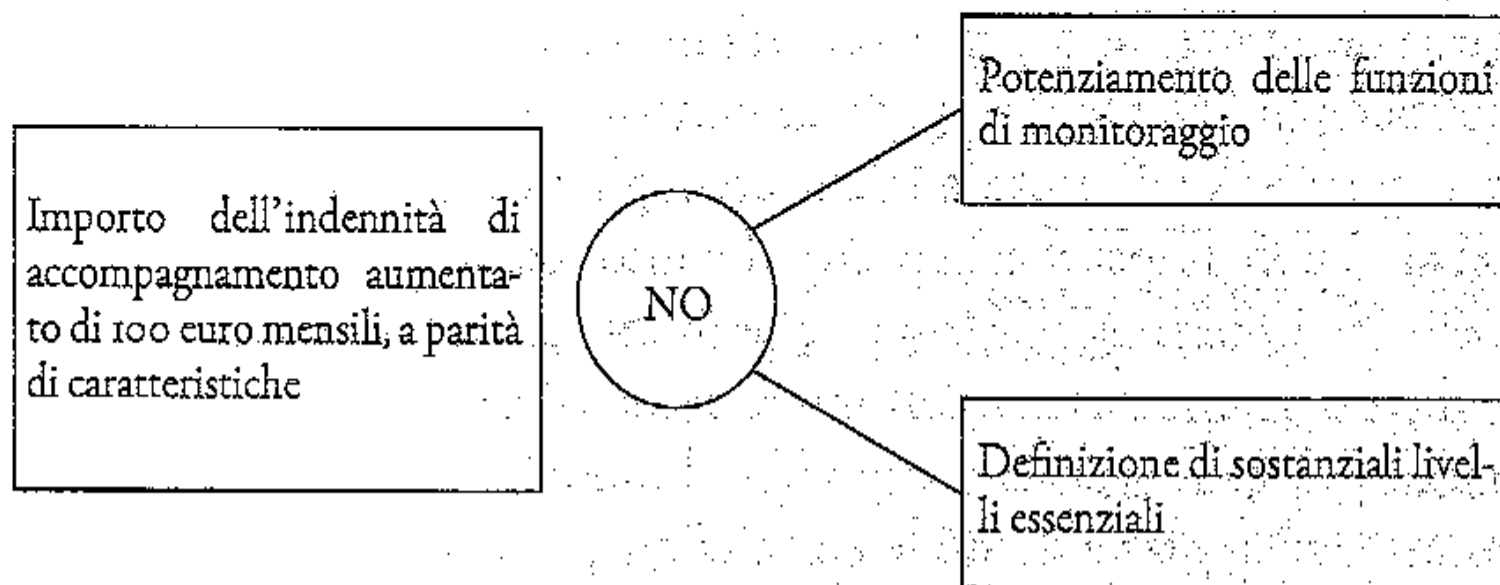 Importo dell'indennità di
accompagnamento aumenta-
to di 100 euro mensili, a parità
di caratteristiche
NO
Potenziamento delle funzioni
di monitoraggio
Definizione di sostanziali livel-
li essenziali